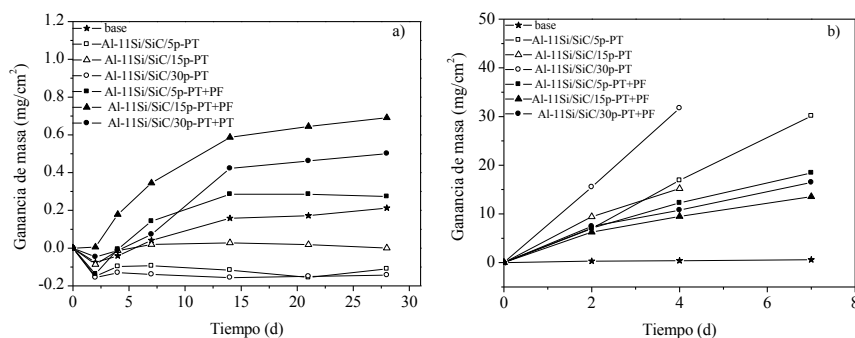 1.2
1.0
0.8
0.6
0.4
0.2
0.0
-0.2
0
5
10
15
20
25
30
Ganancia de masa (mg/cm²)
Tiempo (d)
a)
base
Al-11Si/SiC/5p-PT
Al-11Si/SiC/15p-PT
Al-11Si/SiC/30p-PT
Al-11Si/SiC/5p-PT+PF
Al-11Si/SiC/15p-PT+PF
Al-11Si/SiC/30p-PT+PT
50
40
30
20
10
0
0
2
4
6
8
Ganancia de masa (mg/cm²)
Tiempo (d)
b)
base
Al-11Si/SiC/5p-PT
Al-11Si/SiC/15p-PT
Al-11Si/SiC/30p-PT
Al-11Si/SiC/5p-PT+PF
Al-11Si/SiC/15p-PT+PF
Al-11Si/SiC/30p-PT+PF